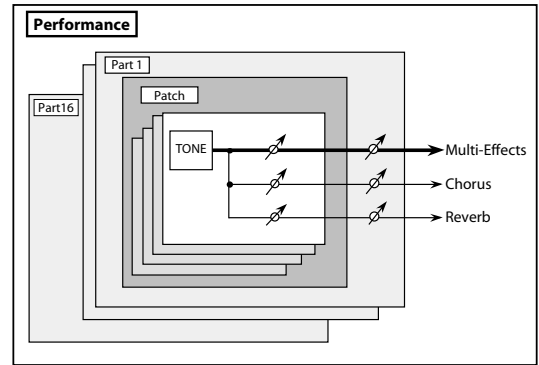 Performance
Part 1
Patch
Part16
TONE
Multi-Effects
Chorus
Reverb